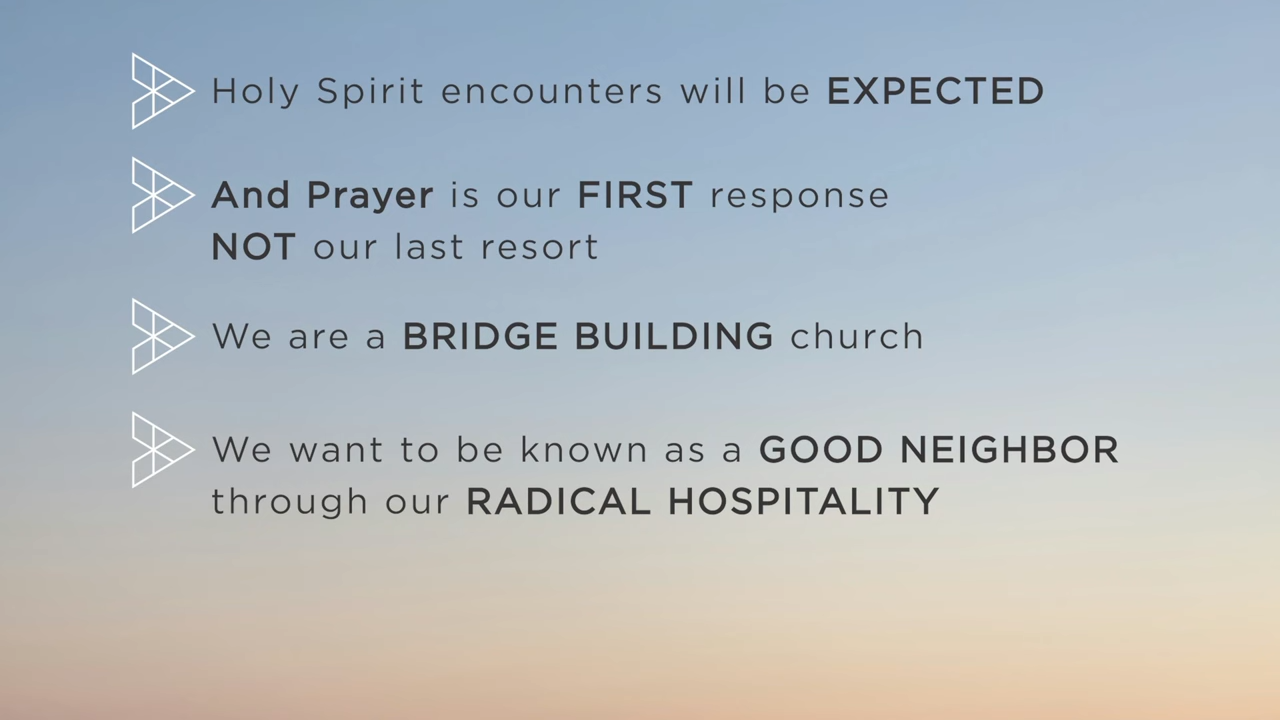 Holy Spirit encounters will be EXPECTED
And Prayer is our FIRST response
NOT our last resort
We are a BRIDGE BUILDING church
We want to be known as a GOOD NEIGHBOR
through our RADICAL HOSPITALITY